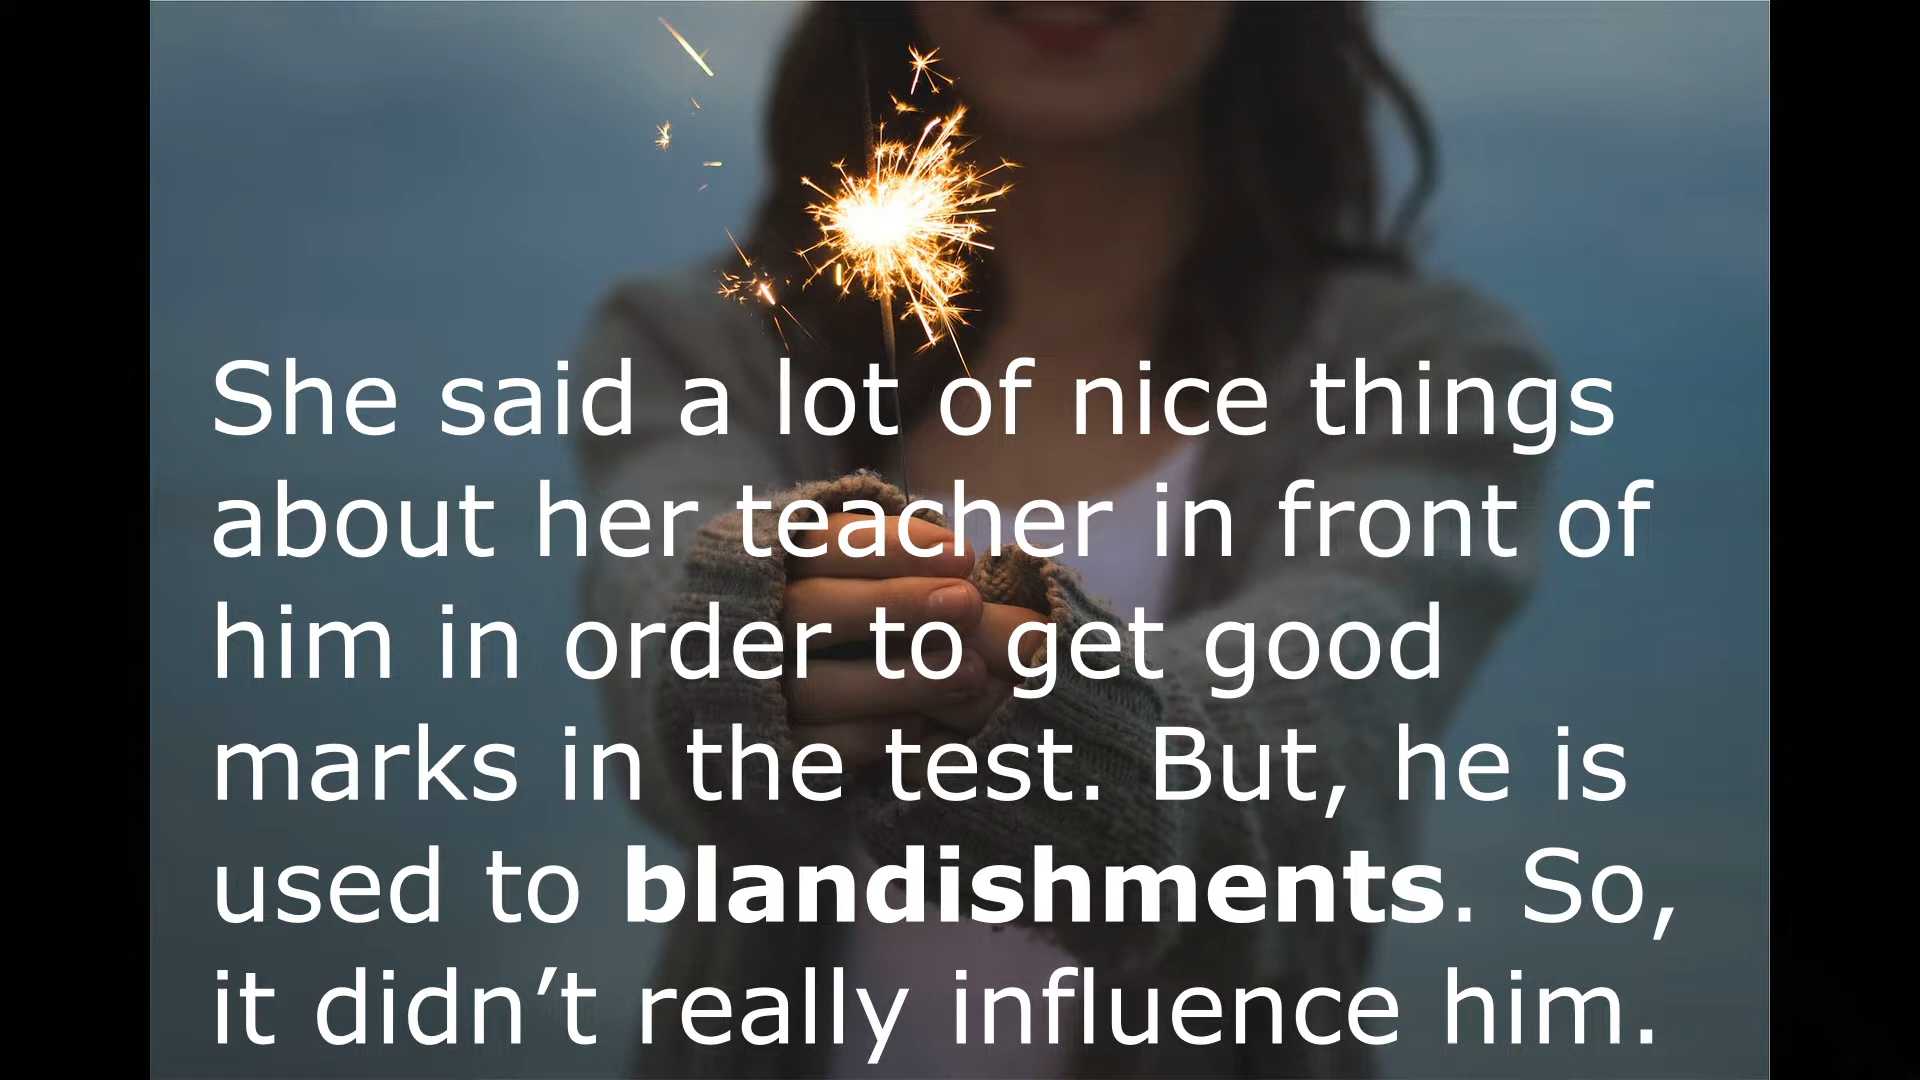 She said a lot of nice things
about her teacher in front of
him in order to get good
marks in the test. But, he is
used to blandishments. So,
it didn’t really influence him.